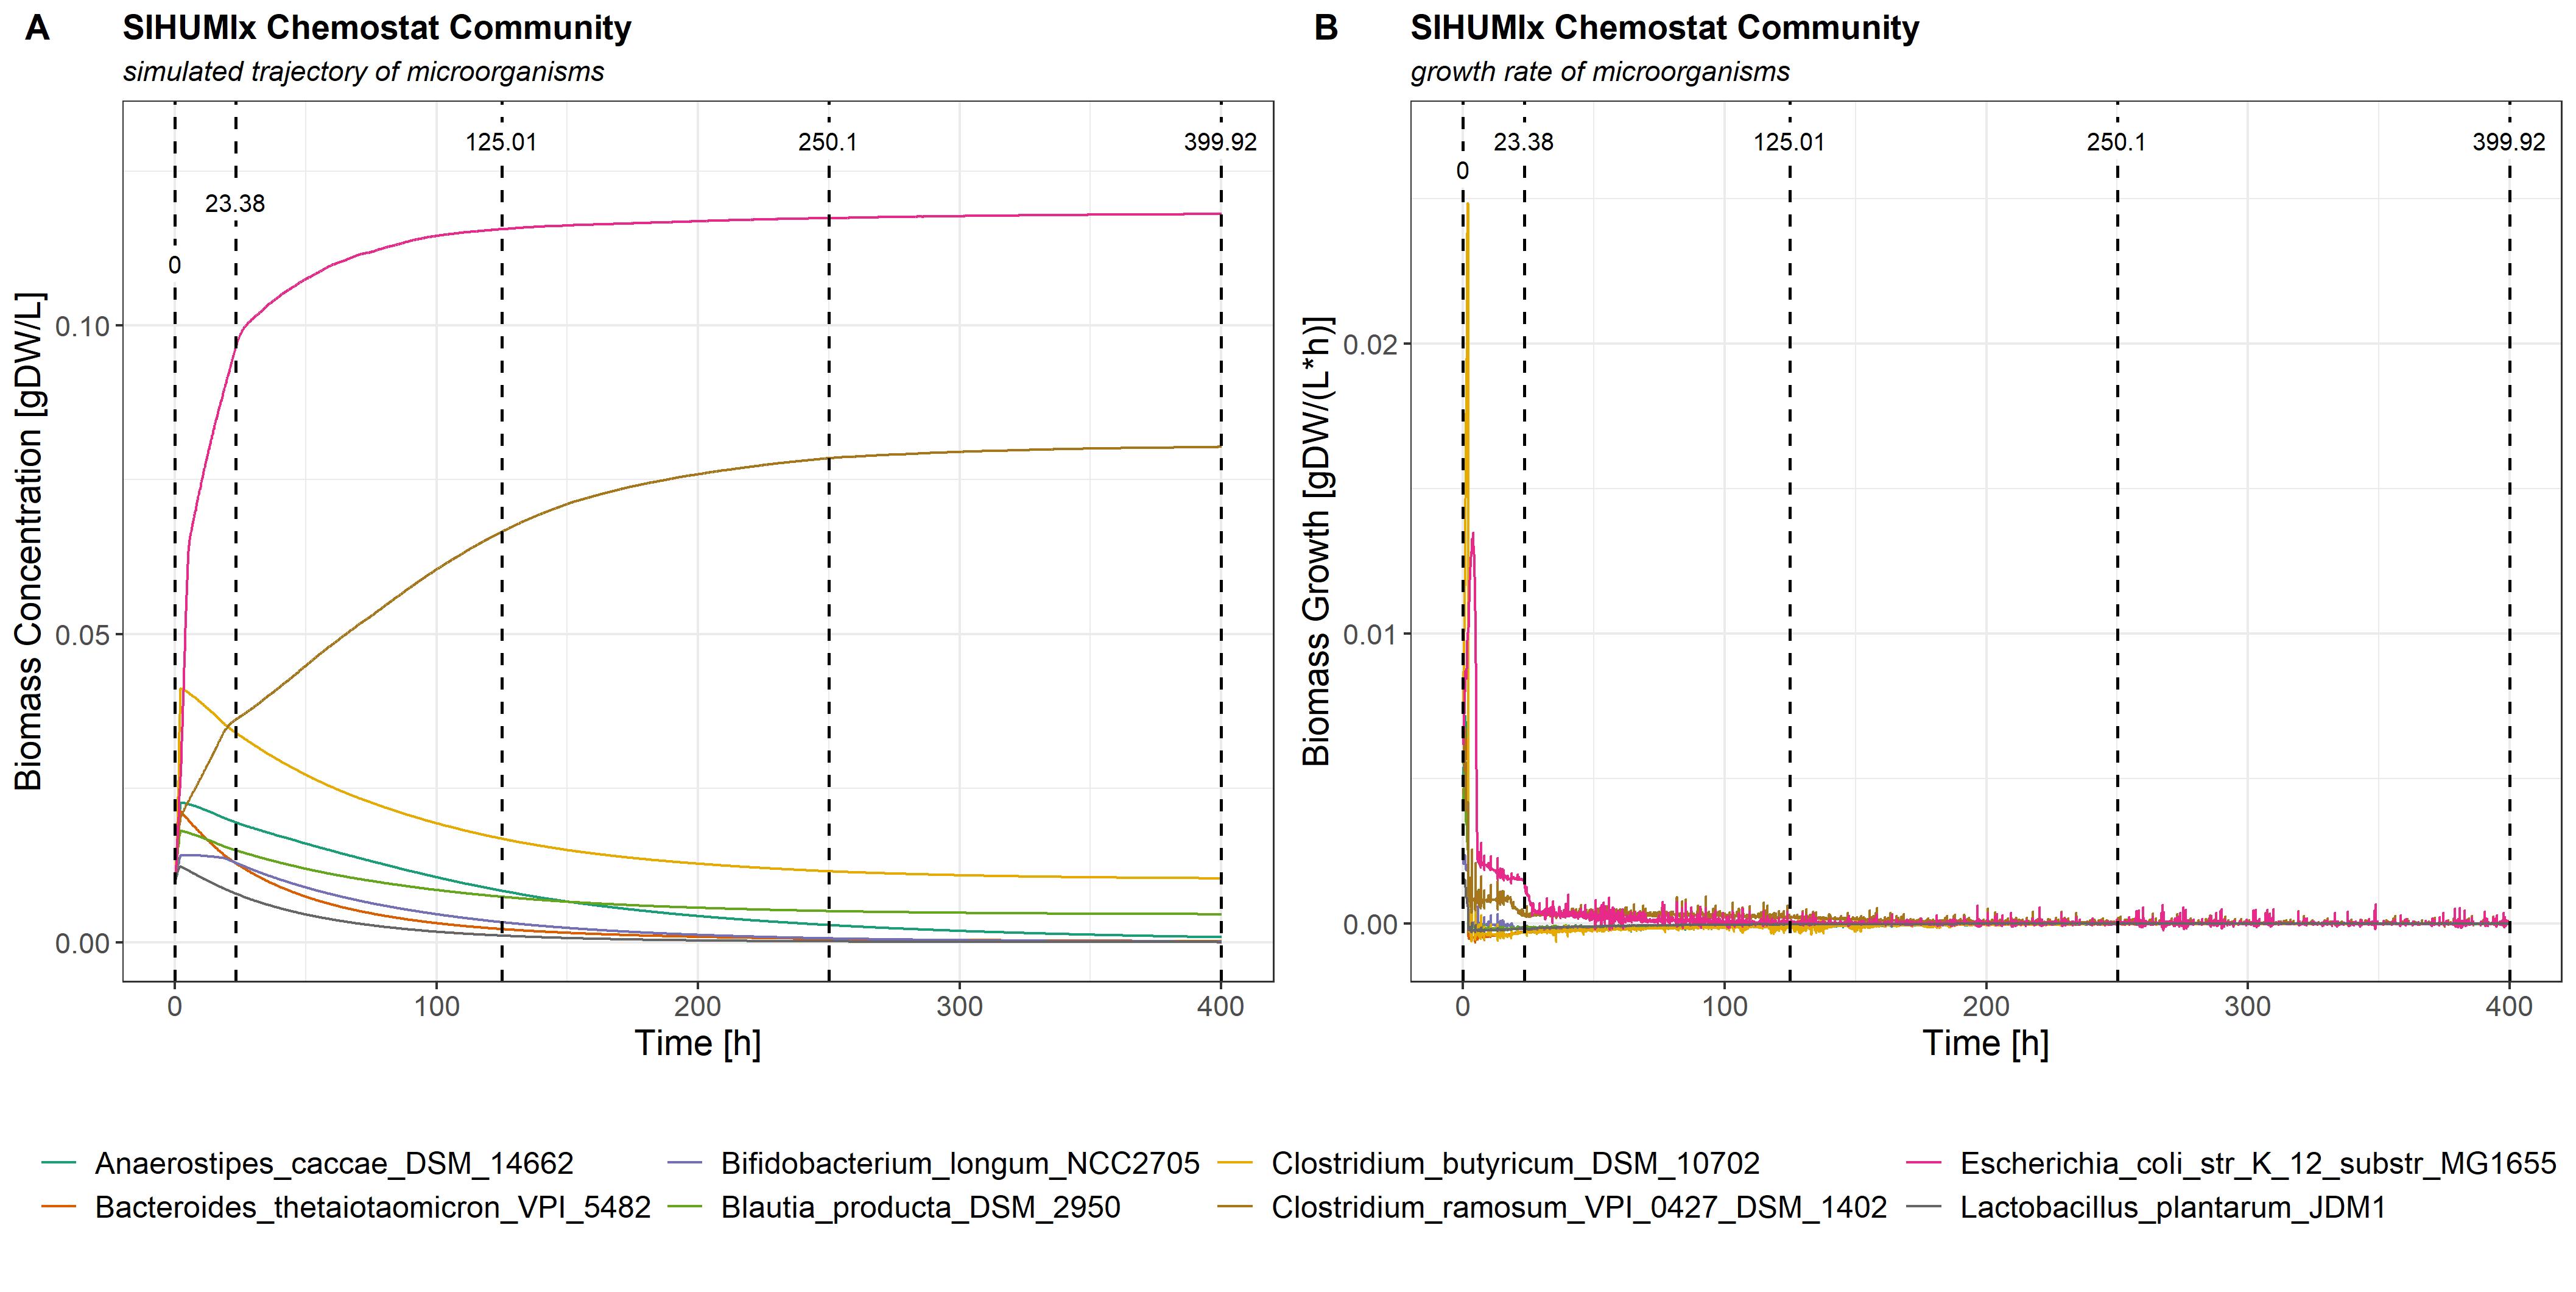 A
SIHUMIx Chemostat Community
simulated trajectory of microorganisms
Biomass Concentration [gDW/L]
0.10
0.05
0.00
0
23.38
125.01
250.1
399.92
0
100
200
300
400
Time [h]
B
SIHUMIx Chemostat Community
growth rate of microorganisms
Biomass Growth [gDW/(L*h)]
0.02
0.01
0.00
0
23.38
125.01
250.1
399.92
0
100
200
300
400
Time [h]
Anaerostipes_caccae_DSM_14662
Bacteroides_thetaiotaomicron_VPI_5482
Bifidobacterium_longum_NCC2705
Blautia_producta_DSM_2950
Clostridium_butyricum_DSM_10702
Clostridium_ramosum_VPI_0427_DSM_1402
Escherichia_coli_str_K_12_substr_MG1655
Lactobacillus_plantarum_JDM1